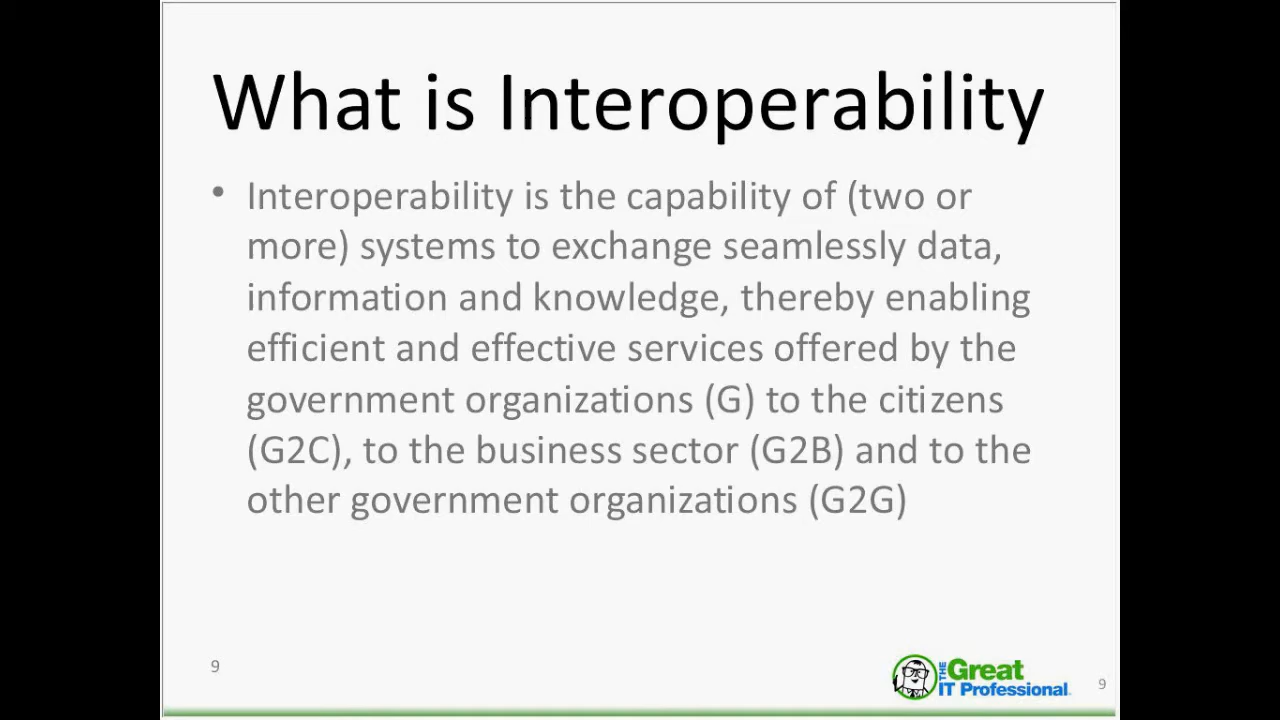 What is Interoperability
• Interoperability is the capability of (two or
more) systems to exchange seamlessly data,
information and knowledge, thereby enabling
efficient and effective services offered by the
government organizations (G) to the citizens
(G2C), to the business sector (G2B) and to the
other government organizations (G2G)
9
THE Great
IT Professional
9